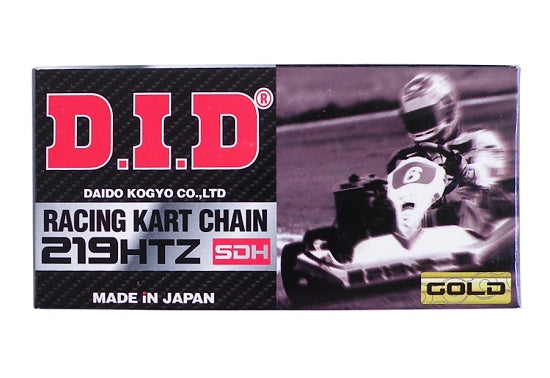 D.I.D®
DAIDO KOGYO CO.,LTD
RACING KART CHAIN
219HTZ SDH
MADE iN JAPAN
6
GOLD